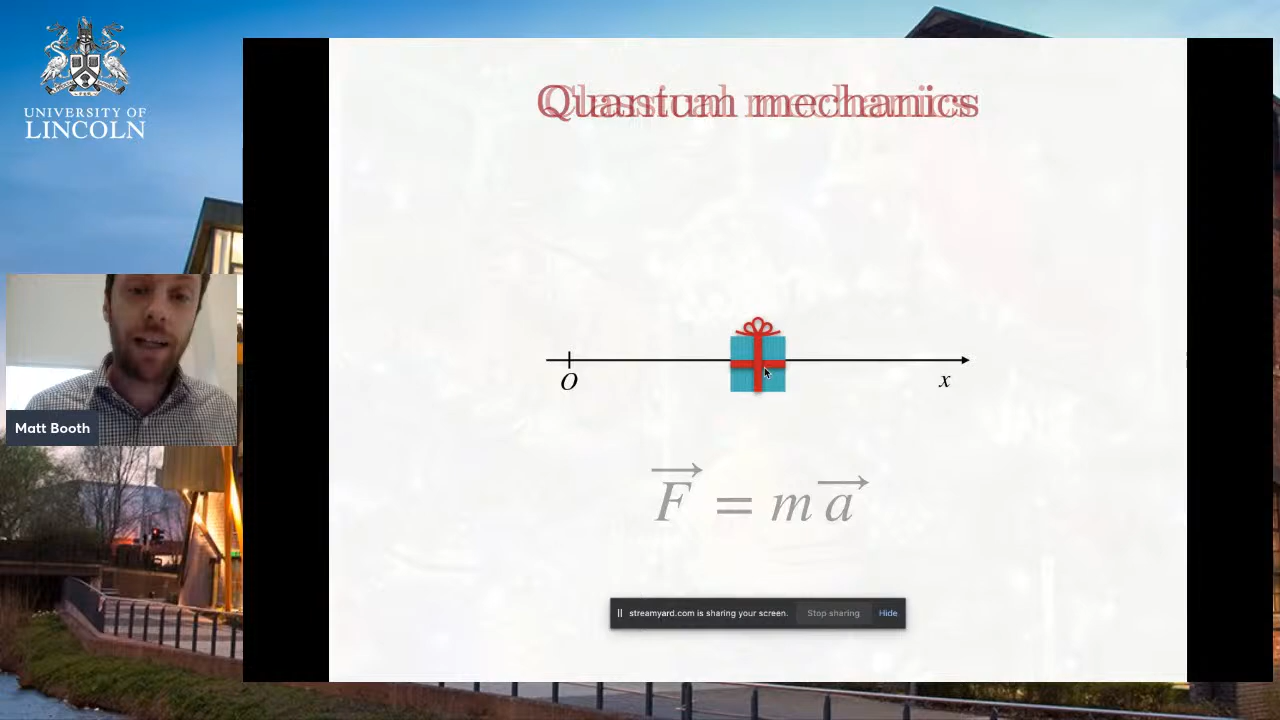 UNIVERSITY OF
LINCOLN
Quantum mechanics
O
x
F = m a
Matt Booth
streamyard.com is sharing your screen. Stop sharing Hide